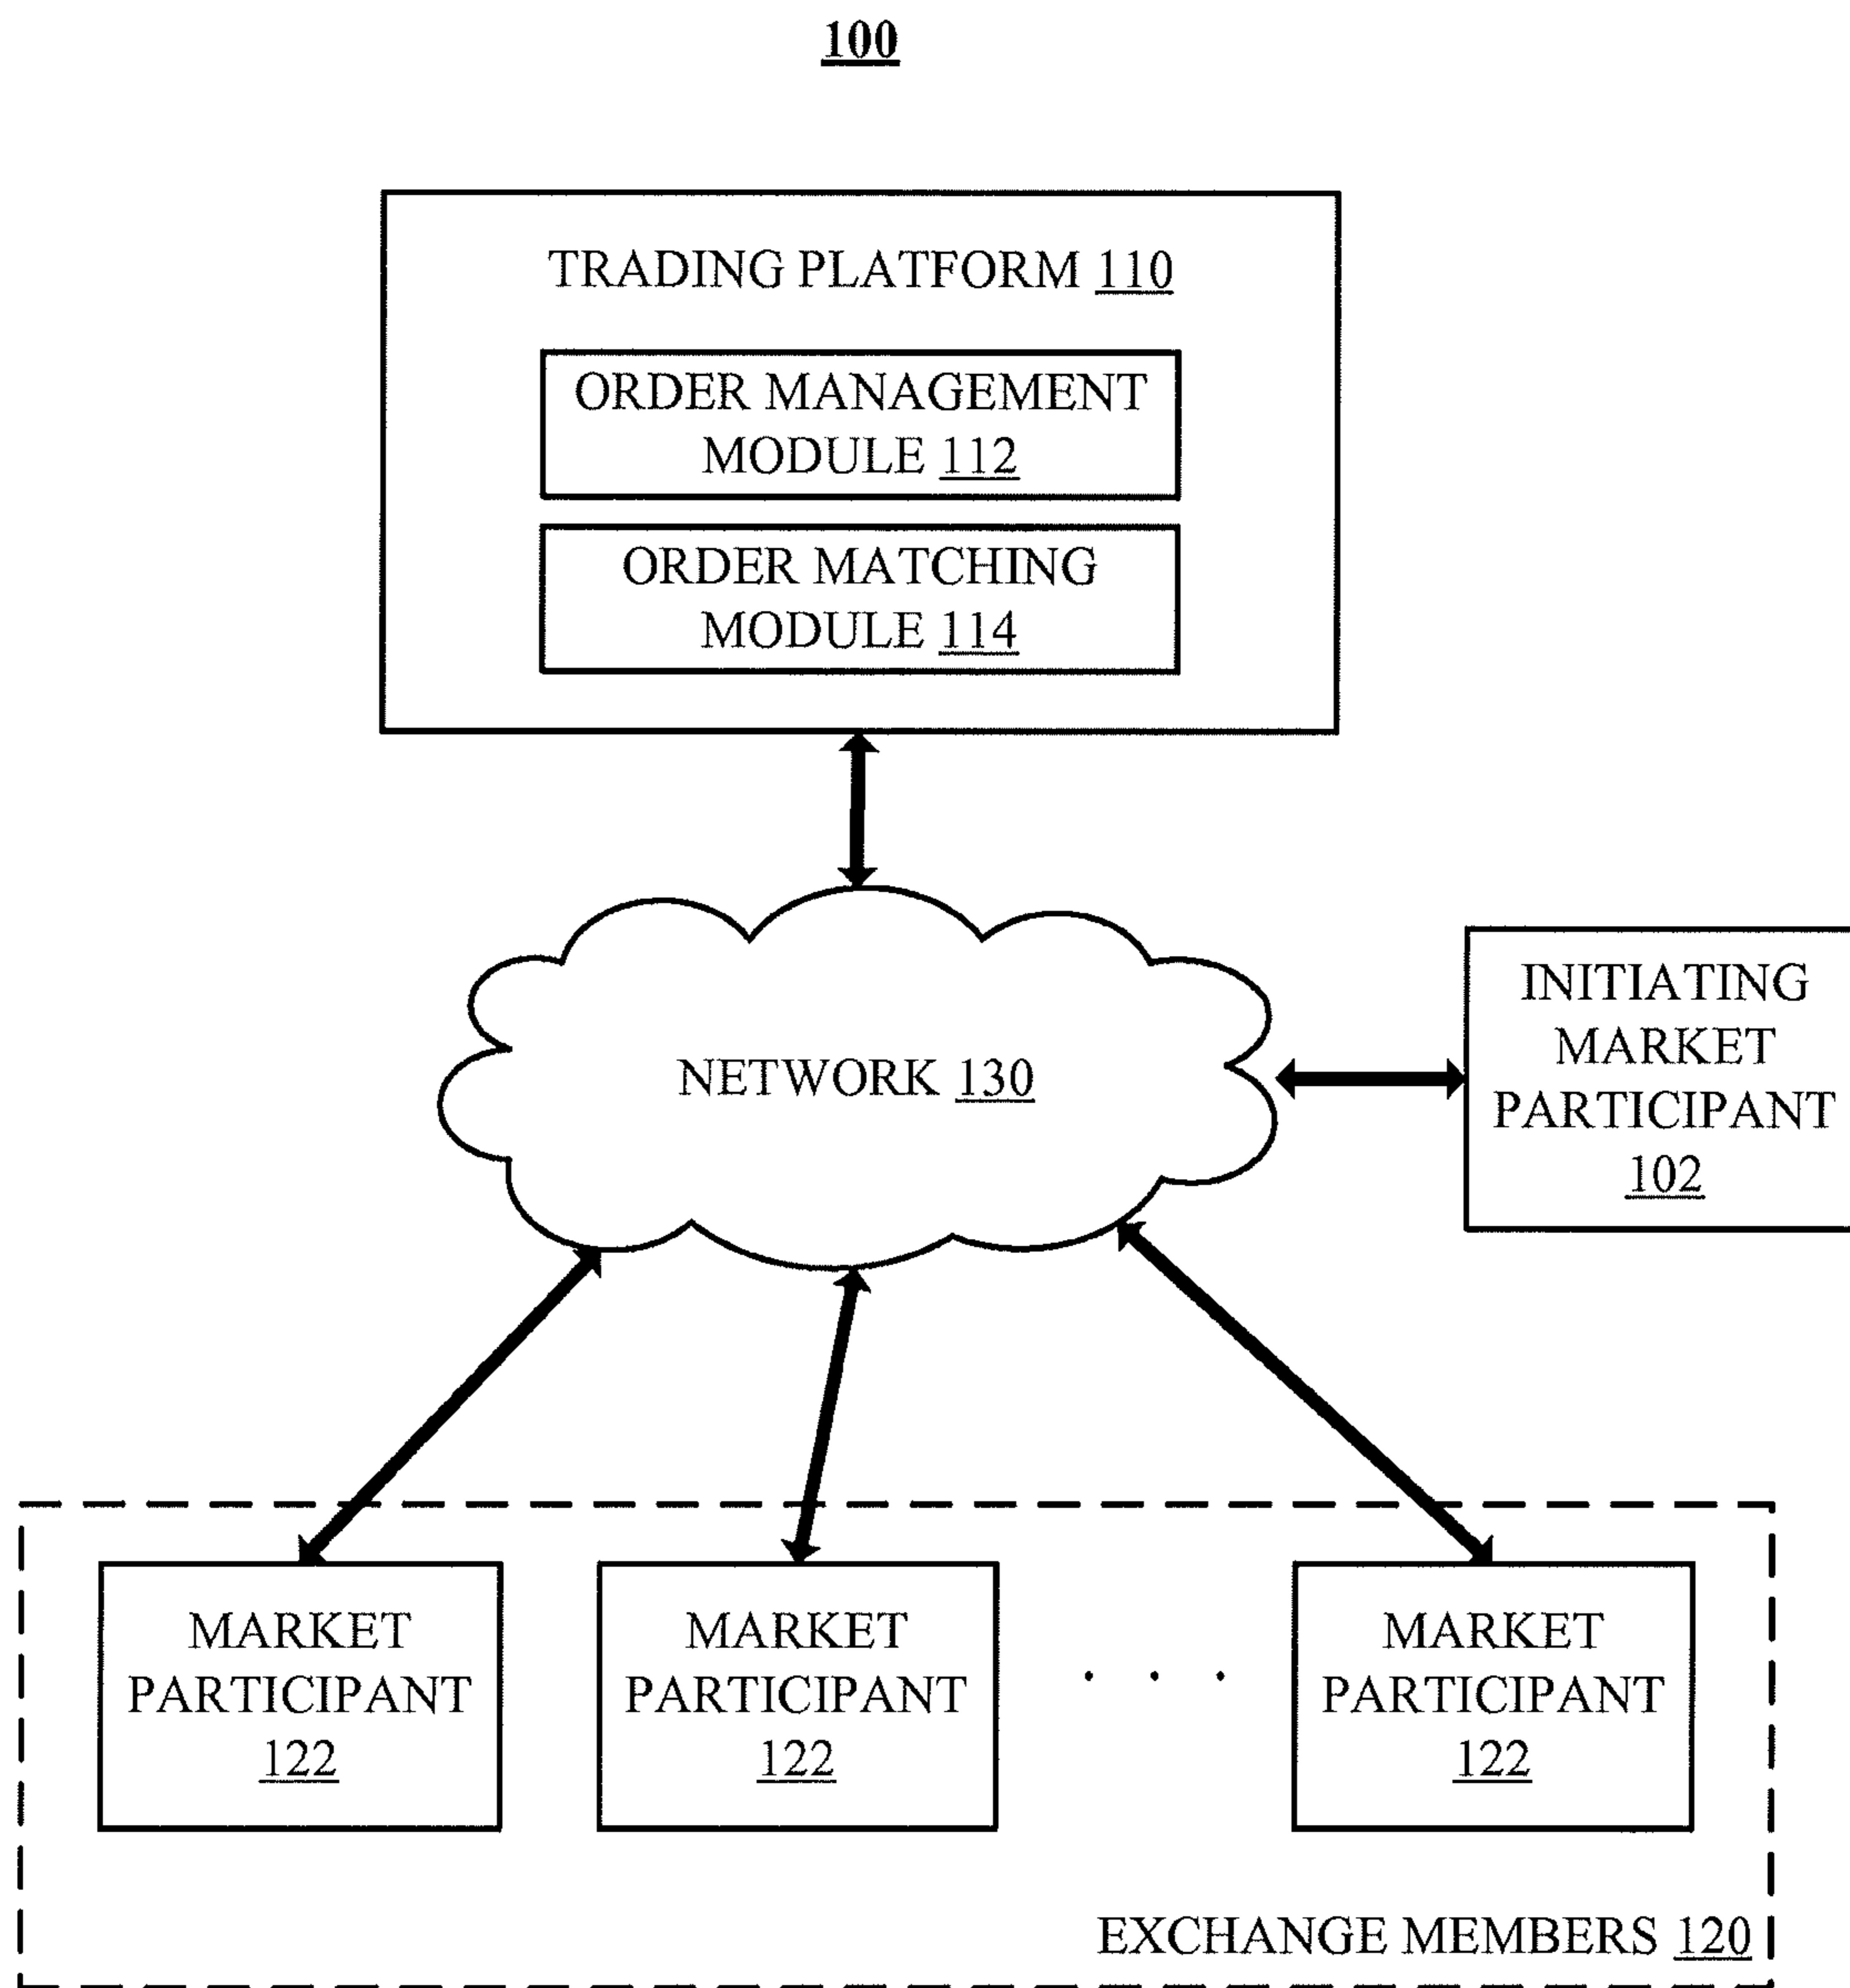 100
TRADING PLATFORM 110
ORDER MANAGEMENT
MODULE 112
ORDER MATCHING
MODULE 114
NETWORK 130
INITIATING
MARKET
PARTICIPANT
102
MARKET
PARTICIPANT
122
MARKET
PARTICIPANT
122
. . .
MARKET
PARTICIPANT
122
EXCHANGE MEMBERS 120